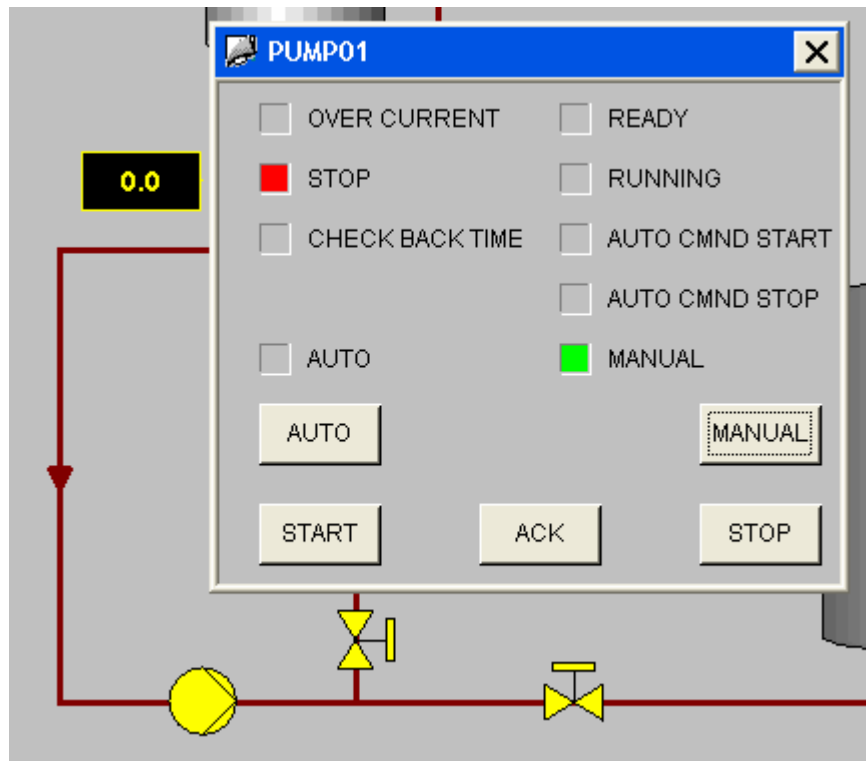 PUMP01
OVER CURRENT READY
0.0 STOP RUNNING
CHECK BACK TIME AUTO CMND START
AUTO CMND STOP
AUTO MANUAL
AUTO MANUAL
START ACK STOP